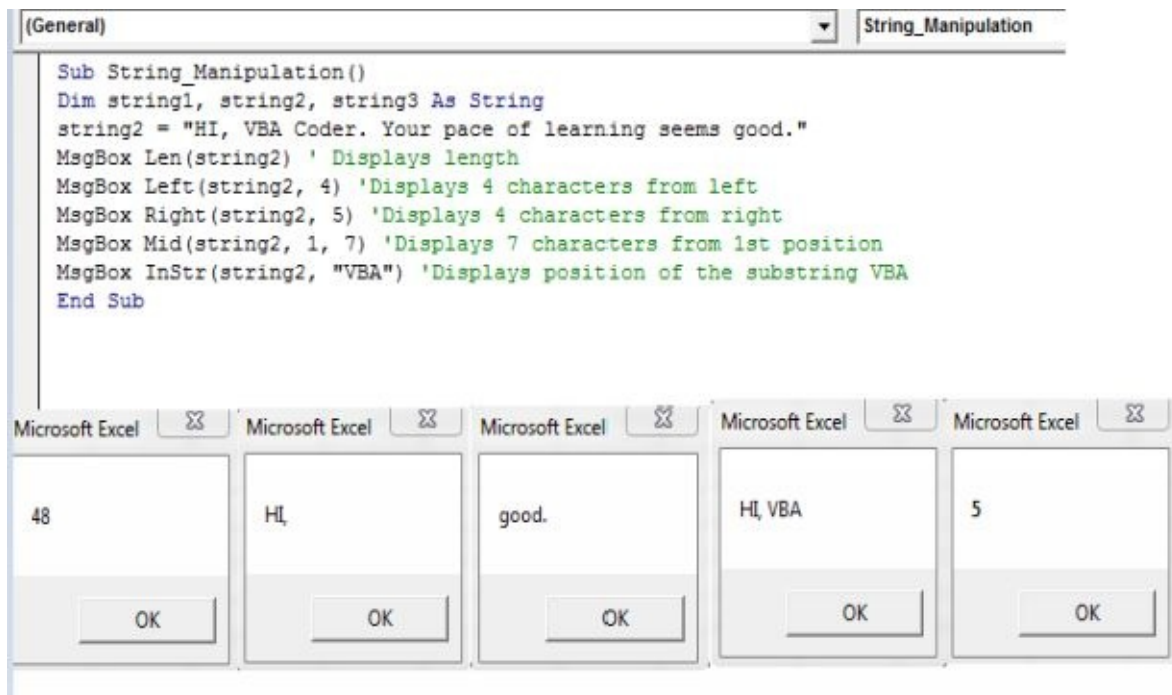 (General) String_Manipulation
Sub String_Manipulation()
Dim string1, string2, string3 As String
string2 = "HI, VBA Coder. Your pace of learning seems good."
MsgBox Len(string2) ' Displays length
MsgBox Left(string2, 4) 'Displays 4 characters from left
MsgBox Right(string2, 5) 'Displays 4 characters from right
MsgBox Mid(string2, 1, 7) 'Displays 7 characters from 1st position
MsgBox InStr(string2, "VBA") 'Displays position of the substring VBA
End Sub
Microsoft Excel Microsoft Excel Microsoft Excel Microsoft Excel Microsoft Excel
48 HI, good. HI, VBA 5
OK OK OK OK OK